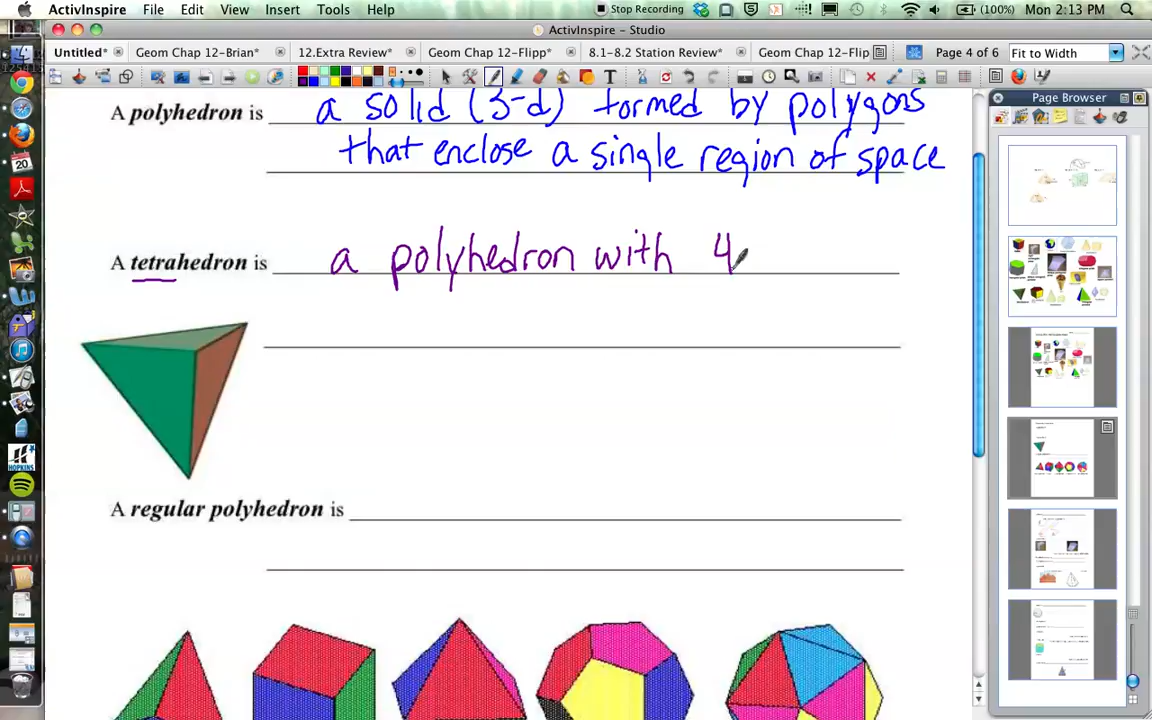 ActivInspire File Edit View Insert Tools Help Stop Recording (100%) Mon 2:13 PM
ActivInspire - Studio
Untitled* Geom Chap 12-Brian* 12.Extra Review* Geom Chap 12-Flipp* 8.1-8.2 Station Review* Geom Chap 12-Flip Page 4 of 6 Fit to Width
Page Browser
A polyhedron is a solid (3-d) formed by polygons
that enclose a single region of space
A tetrahedron is a polyhedron with 4
A regular polyhedron is